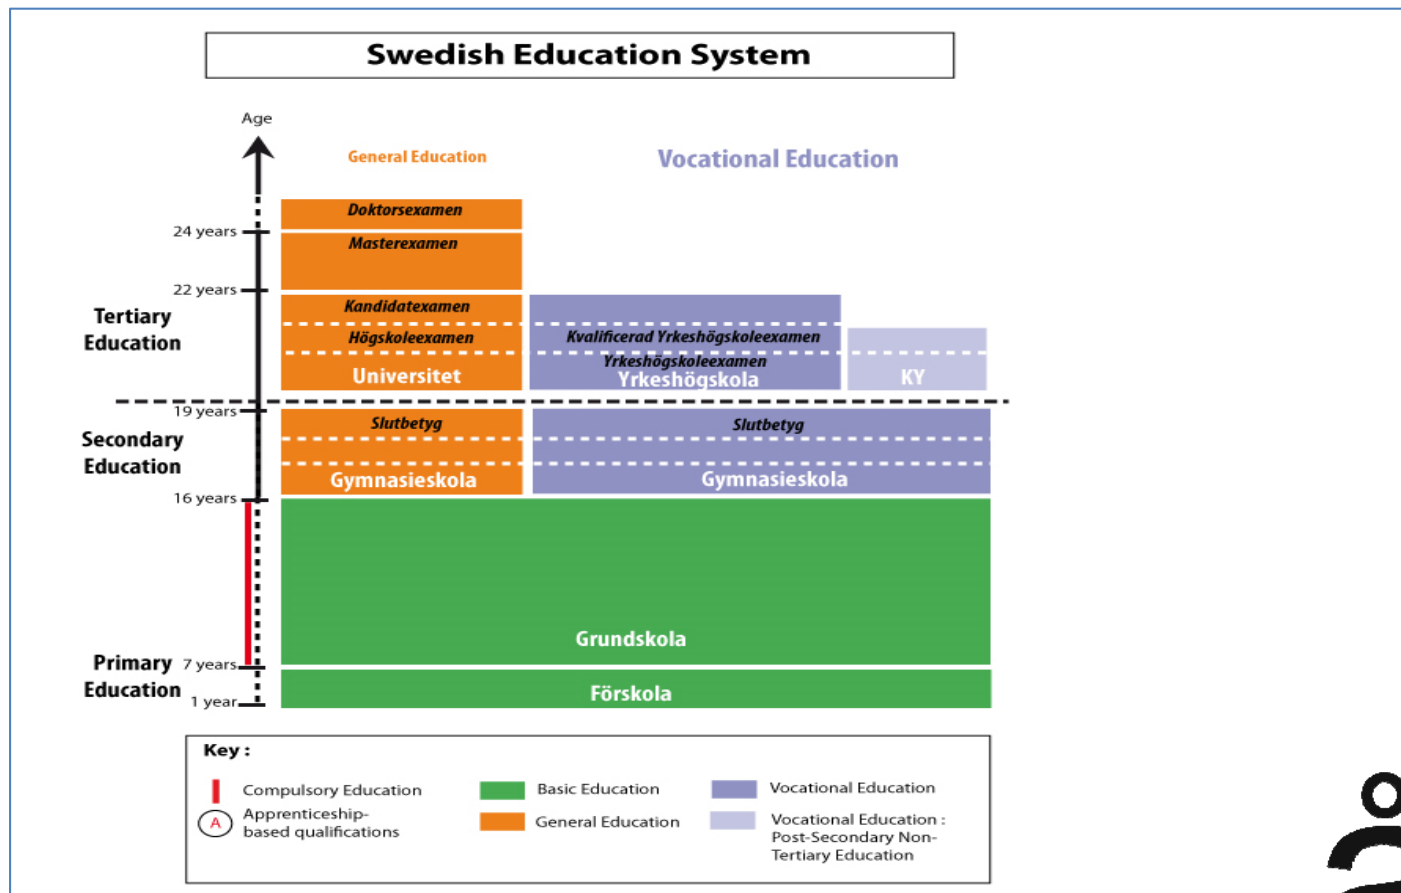 Swedish Education System
Age
General Education
Vocational Education
Doktorsexamen
24 years
Masterexamen
22 years
Tertiary
Education
Kandidatexamen
Högskoleexamen
Universitet
Kvalificerad Yrkeshögskoleexamen
Yrkeshögskoleexamen
Yrkeshögskola
KY
19 years
Secondary
Education
Slutbetyg
Gymnasieskola
Slutbetyg
Gymnasieskola
16 years
Grundskola
Primary
Education
7 years
1 year
Förskola
Key :
Compulsory Education
A
Apprenticeship-
based qualifications
Basic Education
General Education
Vocational Education
Vocational Education :
Post-Secondary Non-
Tertiary Education